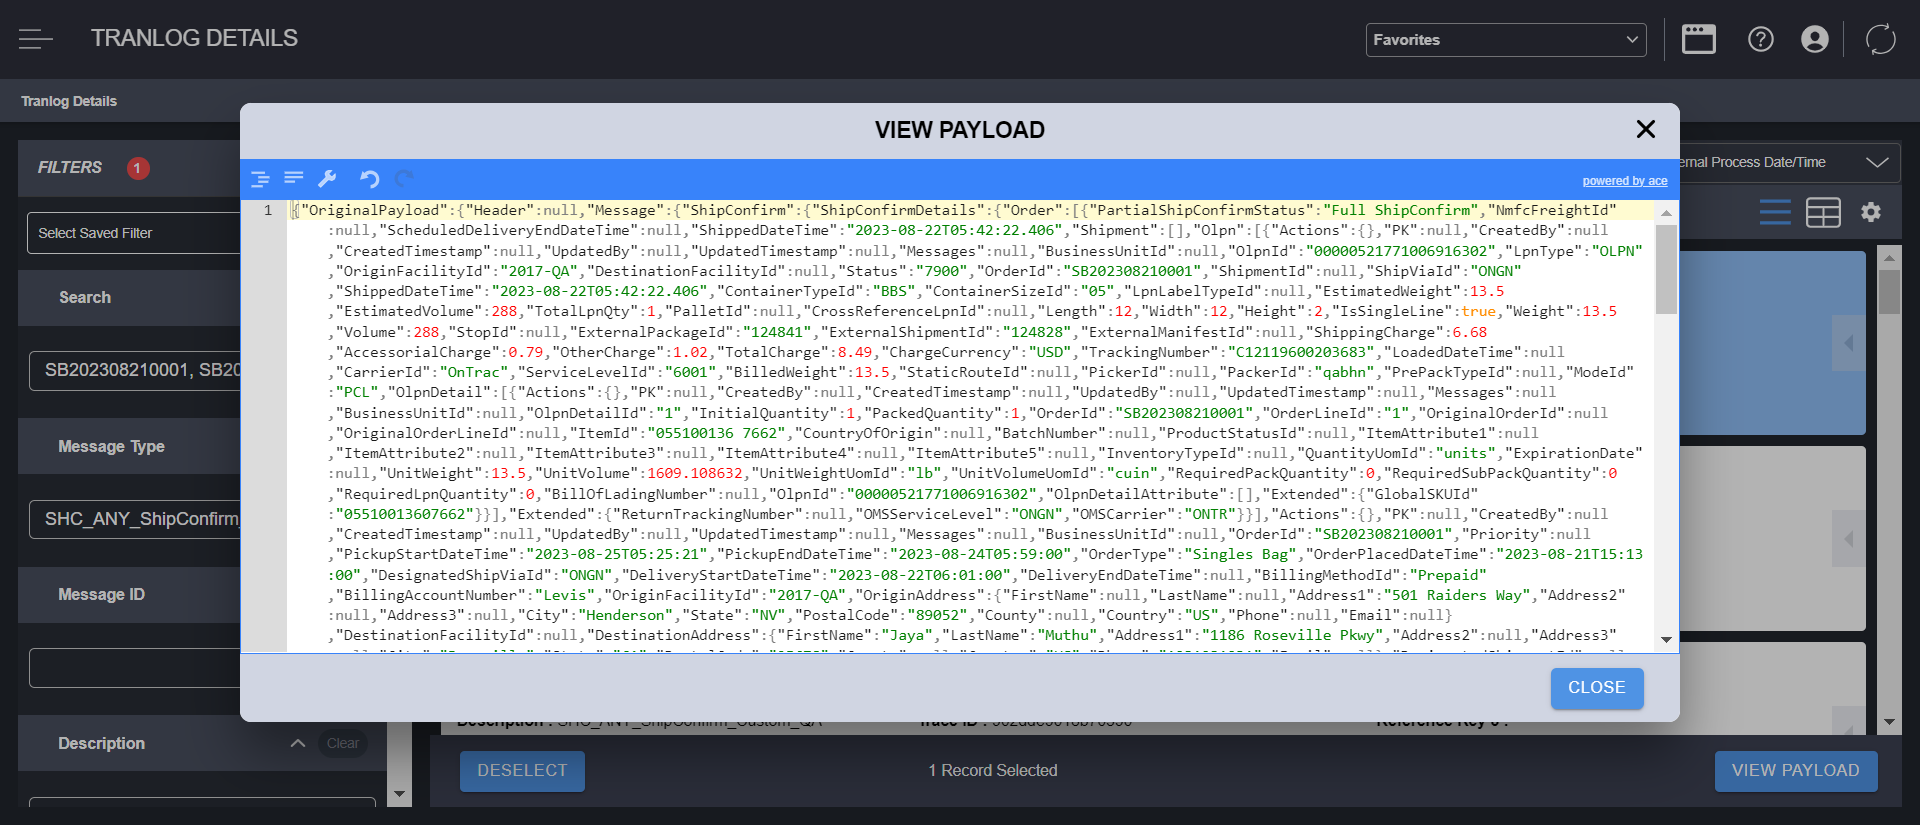 TRANLOG DETAILS
Favorites
Tranlog Details
FILTERS 1
Select Saved Filter
Search
SB202308210001, SB20
Message Type
SHC_ANY_ShipConfirm_
Message ID
Description
Clear
ernal Process Date/Time
VIEW PAYLOAD
powered by ace
1
{"OriginalPayload":{"Header":null,"Message":{"ShipConfirm":{"ShipConfirmDetails":{"Order":[{"PartialShipConfirmStatus":"Full ShipConfirm","NmfcFreightId"
:null,"ScheduledDeliveryEndDateTime":null,"ShippedDateTime":"2023-08-22T05:42:22.406","Shipment":[],"Olpn":[{"Actions":{},"PK":null,"CreatedBy":null
,"CreatedTimestamp":null,"UpdatedBy":null,"UpdatedTimestamp":null,"Messages":null,"BusinessUnitId":null,"OlpnId":"00000521771006916302","LpnType":"OLPN"
,"OriginFacilityId":"2017-QA","DestinationFacilityId":null,"Status":"7900","OrderId":"SB202308210001","ShipmentId":null,"ShipViaId":"ONGN"
,"ShippedDateTime":"2023-08-22T05:42:22.406","ContainerTypeId":"BBS","ContainerSizeId":"05","LpnLabelTypeId":null,"EstimatedWeight":13.5
,"EstimatedVolume":288,"TotalLpnQty":1,"PalletId":null,"CrossReferenceLpnId":null,"Length":12,"Width":12,"Height":2,"IsSingleLine":true,"Weight":13.5
,"Volume":288,"StopId":null,"ExternalPackageId":"124841","ExternalShipmentId":"124828","ExternalManifestId":null,"ShippingCharge":6.68
,"AccessorialCharge":0.79,"OtherCharge":1.02,"TotalCharge":8.49,"ChargeCurrency":"USD","TrackingNumber":"C12119600203683","LoadedDateTime":null
,"CarrierId":"OnTrac","ServiceLevelId":"6001","BilledWeight":13.5,"StaticRouteId":null,"PickerId":null,"PackerId":"qabhn","PrePackTypeId":null,"ModeId"
:"PCL","OlpnDetail":[{"Actions":{},"PK":null,"CreatedBy":null,"CreatedTimestamp":null,"UpdatedBy":null,"UpdatedTimestamp":null,"Messages":null
,"BusinessUnitId":null,"OlpnDetailId":"1","InitialQuantity":1,"PackedQuantity":1,"OrderId":"SB202308210001","OrderLineId":"1","OriginalOrderId":null
,"OriginalOrderLineId":null,"ItemId":"055100136 7662","CountryOfOrigin":null,"BatchNumber":null,"ProductStatusId":null,"ItemAttribute1":null
,"ItemAttribute2":null,"ItemAttribute3":null,"ItemAttribute4":null,"ItemAttribute5":null,"InventoryTypeId":null,"QuantityUomId":"units","ExpirationDate"
:null,"UnitWeight":13.5,"UnitVolume":1609.108632,"UnitWeightUomId":"lb","UnitVolumeUomId":"cuin","RequiredPackQuantity":0,"RequiredSubPackQuantity":0
,"RequiredLpnQuantity":0,"BillOfLadingNumber":null,"OlpnId":"00000521771006916302","OlpnDetailAttribute":[],"Extended":{"GlobalSKUId"
:"05510013607662"}}],"Extended":{"ReturnTrackingNumber":null,"OMSServiceLevel":"ONGN","OMSCarrier":"ONTR"}}],"Actions":{},"PK":null,"CreatedBy":null
,"CreatedTimestamp":null,"UpdatedBy":null,"UpdatedTimestamp":null,"Messages":null,"BusinessUnitId":null,"OrderId":"SB202308210001","Priority":null
,"PickupStartDateTime":"2023-08-25T05:25:21","PickupEndDateTime":"2023-08-24T05:59:00","OrderType":"Singles Bag","OrderPlacedDateTime":"2023-08-21T15:13
:00","DesignatedShipViaId":"ONGN","DeliveryStartDateTime":"2023-08-22T06:01:00","DeliveryEndDateTime":null,"BillingMethodId":"Prepaid"
,"BillingAccountNumber":"Levis","OriginFacilityId":"2017-QA","OriginAddress":{"FirstName":null,"LastName":null,"Address1":"501 Raiders Way","Address2"
:null,"Address3":null,"City":"Henderson","State":"NV","PostalCode":"89052","County":null,"Country":"US","Phone":null,"Email":null}
,"DestinationFacilityId":null,"DestinationAddress":{"FirstName":"Jaya","LastName":"Muthu","Address1":"1186 Roseville Pkwy","Address2":null,"Address3"
CLOSE
DESELECT
1 Record Selected
VIEW PAYLOAD